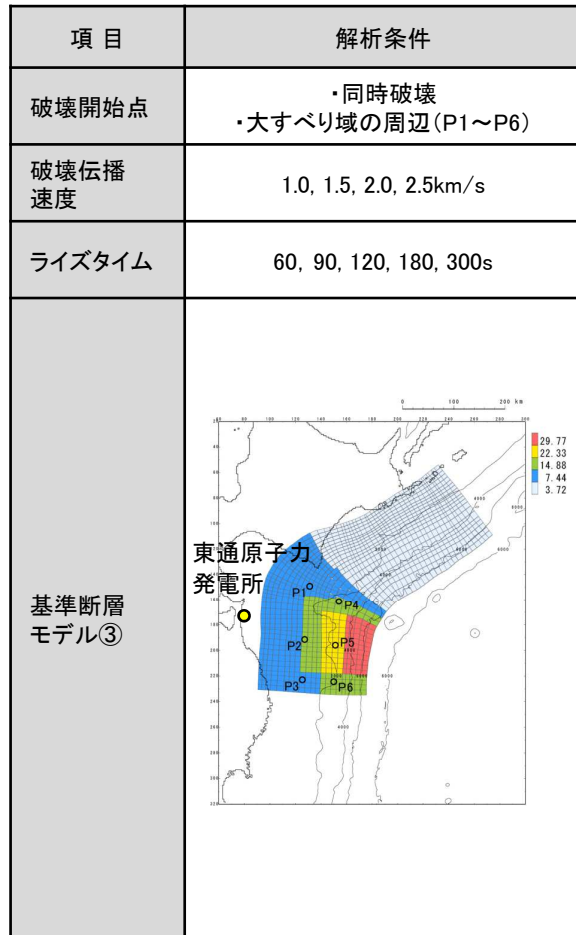 項 目
解析条件
破壊開始点
・同時破壊
・大すべり域の周辺(P1～P6)
破壊伝播
速度
1.0, 1.5, 2.0, 2.5km/s
ライズタイム
60, 90, 120, 180, 300s
基準断層
モデル③
0 100 200 km
29.77
22.33
14.88
7.44
3.72
東通原子力
発電所
P1
P4
P2
P5
P3
P6